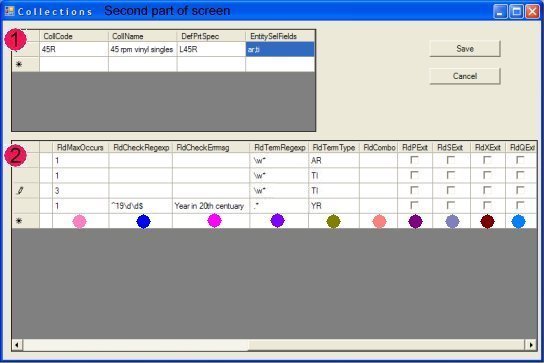 Collections Second part of screen
1
CollCode CollName DefPrtSpec EntitySelFields
45R 45 rpm vinyl singles L45R ar;ti
Save
Cancel
2
FldMaxOccurs FldCheckRegexp FldCheckErrmsg FldTermRegexp FldTermType FldCombo FldPExit FldSExit FldXExit FldQExit
1 \w* AR
1 \w* TI
3 \w* TI
1 ^19\d\d$ Year in 20th centuary .* YR